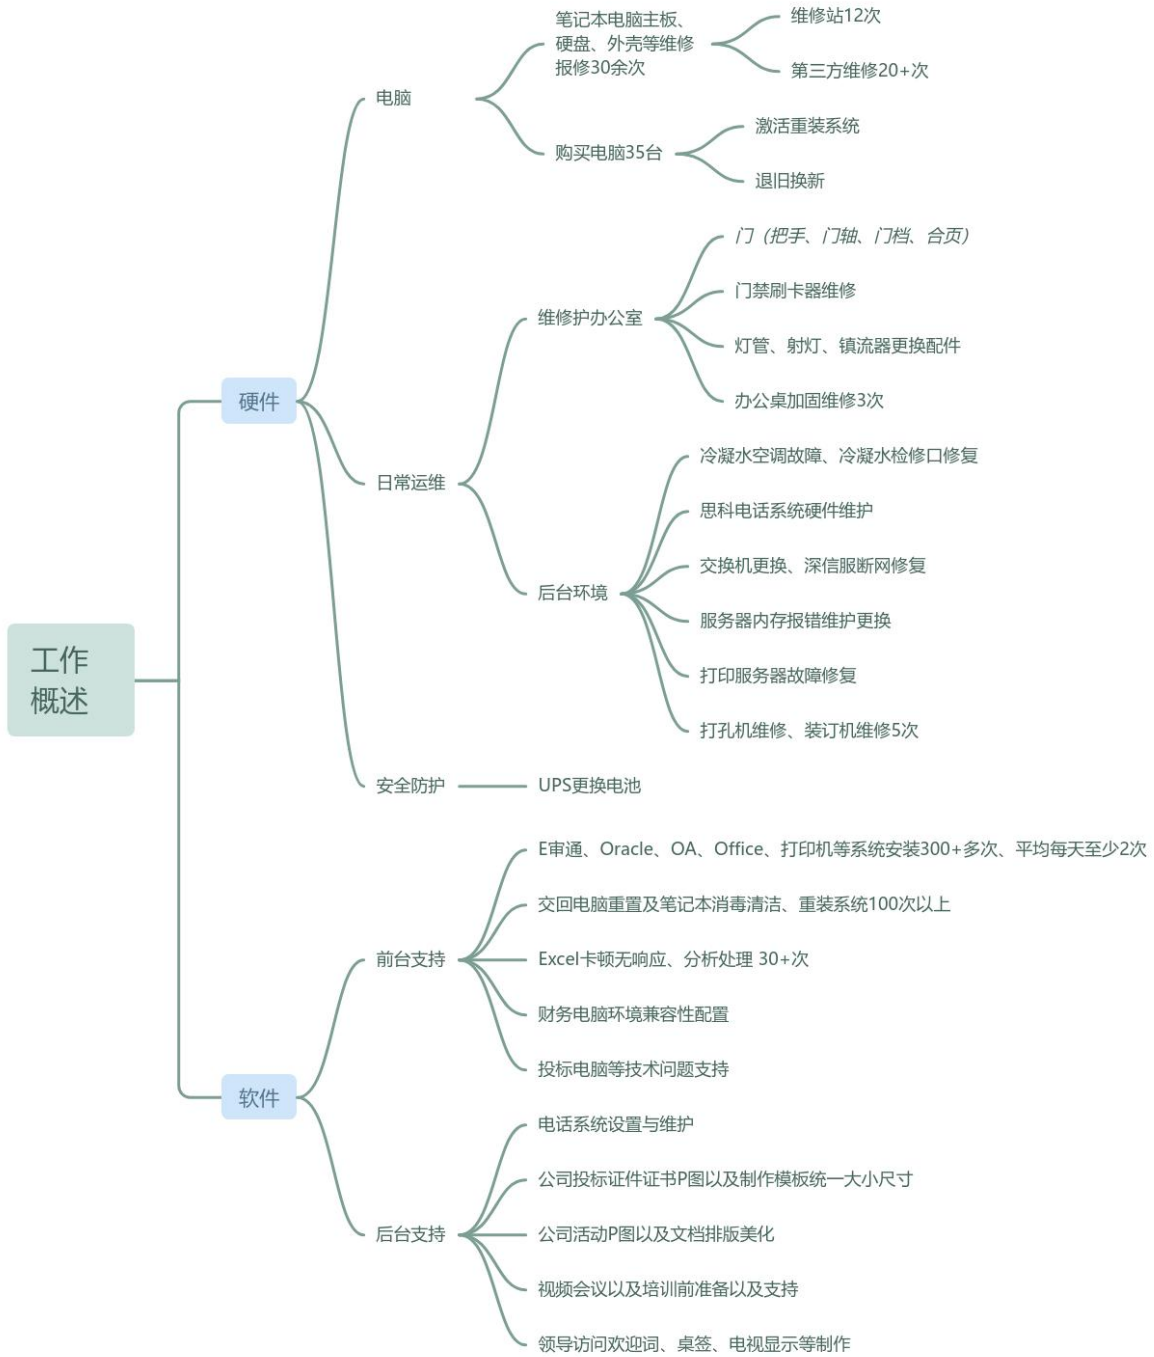 工作
概述
硬件
电脑
笔记本电脑主板、
硬盘、外壳等维修
报修30余次
维修站12次
第三方维修20+次
购买电脑35台
激活重装系统
退旧换新
日常运维
维修护办公室
门（把手、门轴、门档、合页）
门禁刷卡器维修
灯管、射灯、镇流器更换配件
办公桌加固维修3次
后台环境
冷凝水空调故障、冷凝水检修口修复
思科电话系统硬件维护
交换机更换、深信服断网修复
服务器内存报错维护更换
打印服务器故障修复
打孔机维修、装订机维修5次
安全防护
UPS更换电池
软件
前台支持
E审通、Oracle、OA、Office、打印机等系统安装300+多次、平均每天至少2次
交回电脑重置及笔记本消毒清洁、重装系统100次以上
Excel卡顿无响应、分析处理 30+次
财务电脑环境兼容性配置
投标电脑等技术问题支持
后台支持
电话系统设置与维护
公司投标证件证书P图以及制作模板统一大小尺寸
公司活动P图以及文档排版美化
视频会议以及培训前准备以及支持
领导访问欢迎词、桌签、电视显示等制作